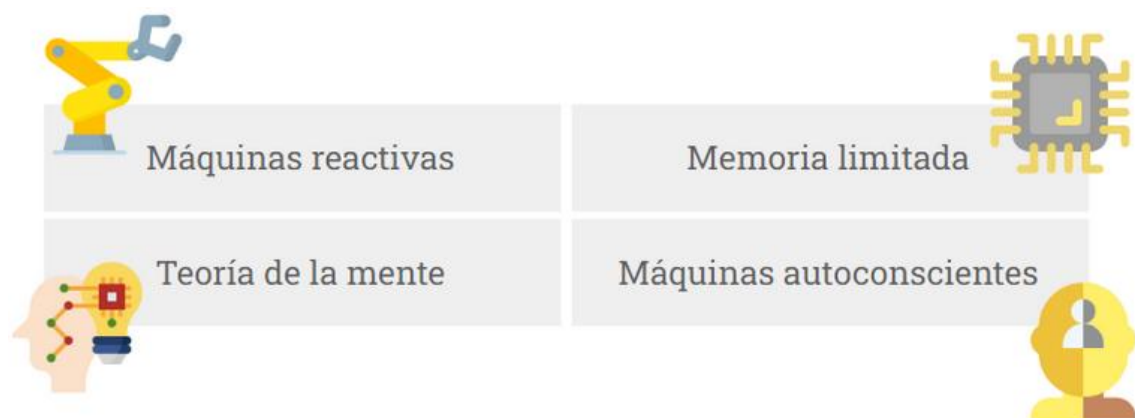 Máquinas reactivas
Memoria limitada
Teoría de la mente
Máquinas autoconscientes